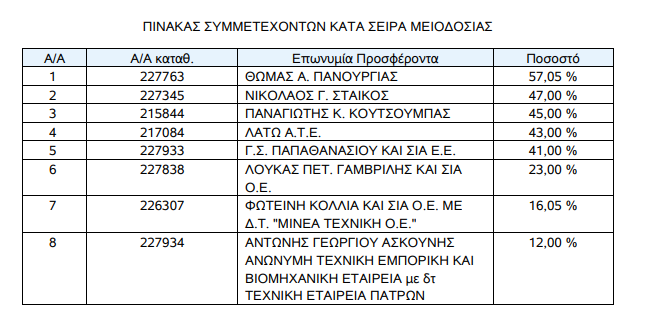 ΠΙΝΑΚΑΣ ΣΥΜΜΕΤΕΧΟΝΤΩΝ ΚΑΤΑ ΣΕΙΡΑ ΜΕΙΟΔΟΣΙΑΣ
Α/Α Α/Α καταθ. Επωνυμία Προσφέροντα Ποσοστό
1 227763 ΘΩΜΑΣ Α. ΠΑΝΟΥΡΓΙΑΣ 57,05 %
2 227345 ΝΙΚΟΛΑΟΣ Γ. ΣΤΑΙΚΟΣ 47,00 %
3 215844 ΠΑΝΑΓΙΩΤΗΣ Κ. ΚΟΥΤΣΟΥΜΠΑΣ 45,00 %
4 217084 ΛΑΤΩ Α.Τ.Ε. 43,00 %
5 227933 Γ.Σ. ΠΑΠΑΘΑΝΑΣΙΟΥ ΚΑΙ ΣΙΑ Ε.Ε. 41,00 %
6 227838 ΛΟΥΚΑΣ ΠΕΤ. ΓΑΜΒΡΙΛΗΣ ΚΑΙ ΣΙΑ 23,00 %
Ο.Ε.
7 226307 ΦΩΤΕΙΝΗ ΚΟΛΛΙΑ ΚΑΙ ΣΙΑ Ο.Ε. ΜΕ 16,05 %
Δ.Τ. "ΜΙΝΕΑ ΤΕΧΝΙΚΗ Ο.Ε."
8 227934 ΑΝΤΩΝΗΣ ΓΕΩΡΓΙΟΥ ΑΣΚΟΥΝΗΣ 12,00 %
ΑΝΩΝΥΜΗ ΤΕΧΝΙΚΗ ΕΜΠΟΡΙΚΗ ΚΑΙ
ΒΙΟΜΗΧΑΝΙΚΗ ΕΤΑΙΡΕΙΑ με δτ
ΤΕΧΝΙΚΗ ΕΤΑΙΡΕΙΑ ΠΑΤΡΩΝ